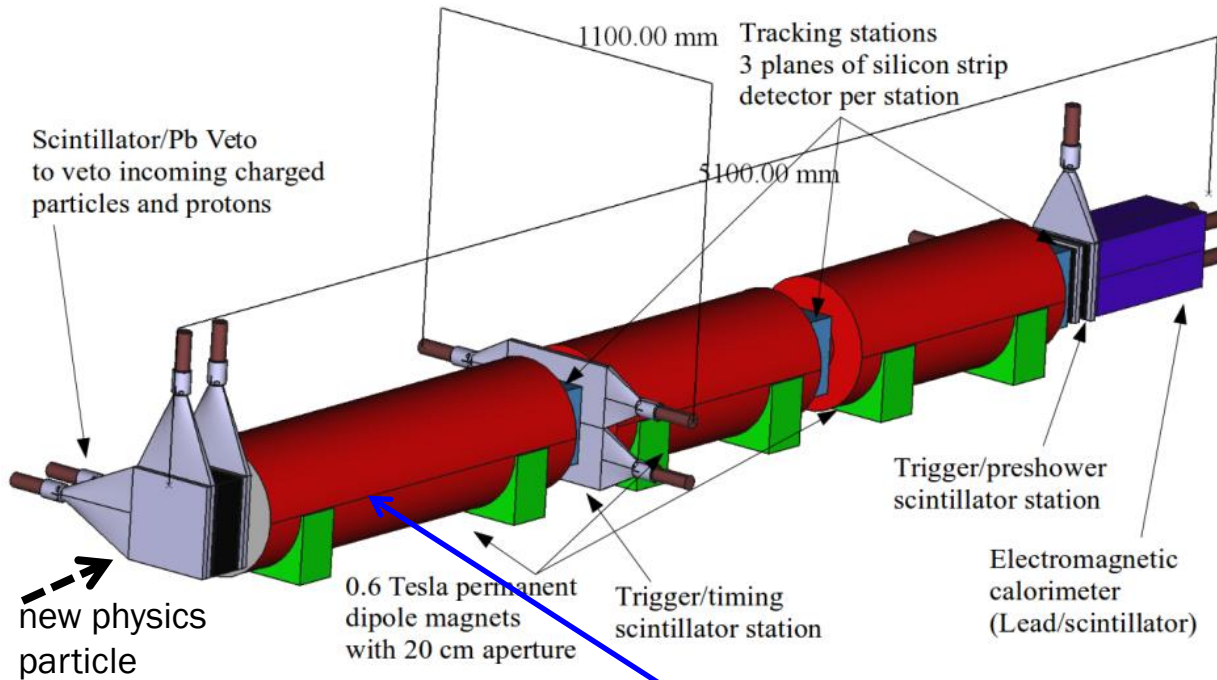 1100.00 mm
Tracking stations
3 planes of silicon strip
detector per station
Scintillator/Pb Veto
to veto incoming charged
particles and protons
5100.00 mm
Trigger/preshower
scintillator station
Electromagnetic
calorimeter
(Lead/scintillator)
0.6 Tesla permanent
dipole magnets
with 20 cm aperture
Trigger/timing
scintillator station
new physics
particle